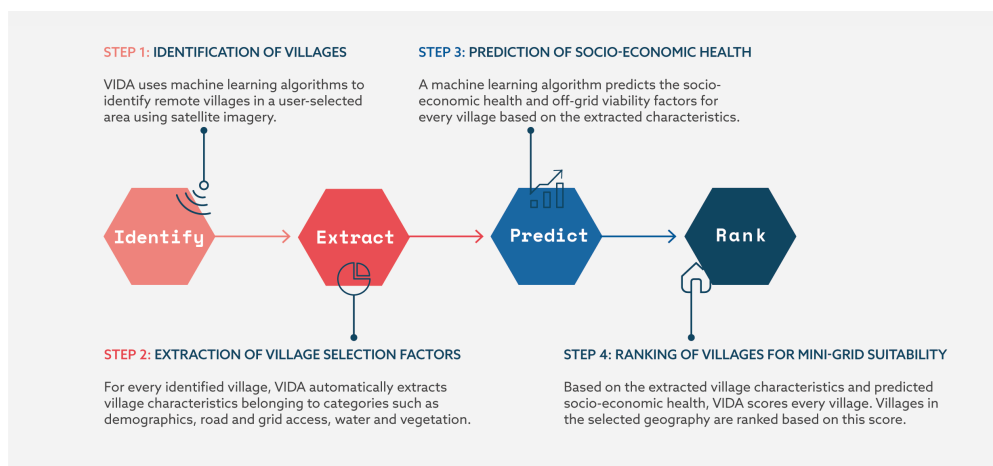 STEP 1: IDENTIFICATION OF VILLAGES
VIDA uses machine learning algorithms to
identify remote villages in a user-selected
area using satellite imagery.
STEP 3: PREDICTION OF SOCIO-ECONOMIC HEALTH
A machine learning algorithm predicts the socio-
economic health and off-grid viability factors for
every village based on the extracted characteristics.
Identify
Extract
Predict
Rank
STEP 2: EXTRACTION OF VILLAGE SELECTION FACTORS
For every identified village, VIDA automatically extracts
village characteristics belonging to categories such as
demographics, road and grid access, water and vegetation.
STEP 4: RANKING OF VILLAGES FOR MINI-GRID SUITABILITY
Based on the extracted village characteristics and predicted
socio-economic health, VIDA scores every village. Villages in
the selected geography are ranked based on this score.